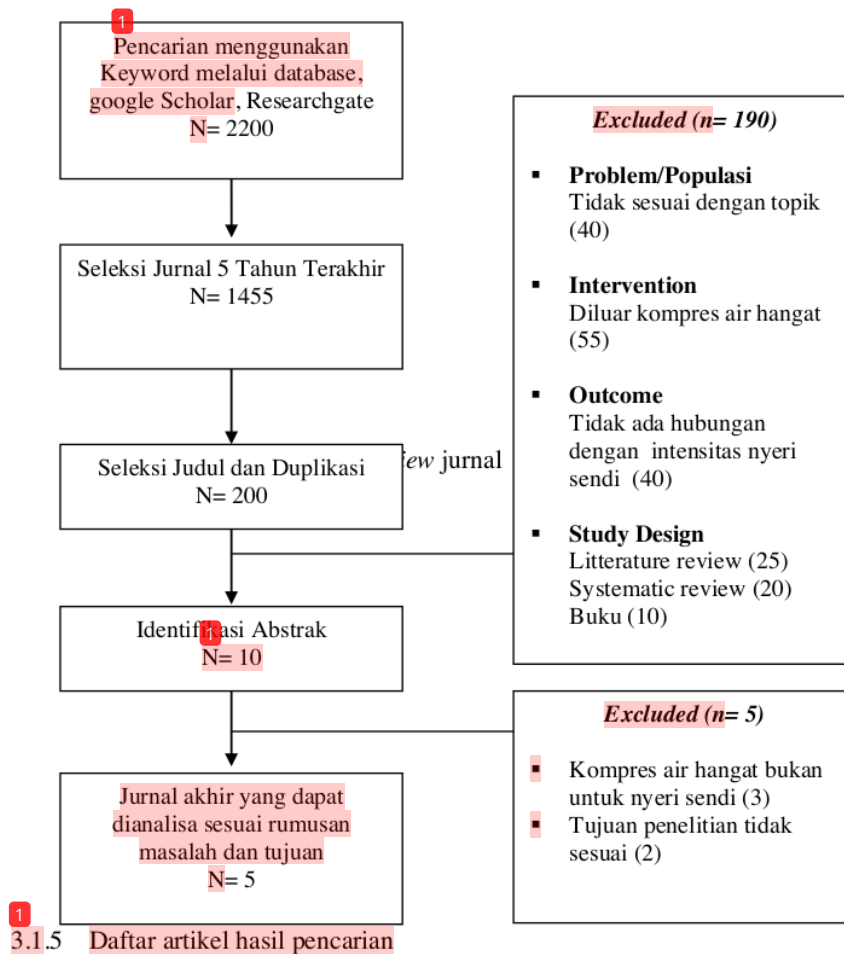 1
Pencarian menggunakan
Keyword melalui database,
google Scholar, Researchgate
N= 2200
Seleksi Jurnal 5 Tahun Terakhir
N= 1455
Seleksi Judul dan Duplikasi
N= 200
iew jurnal
Excluded (n= 190)
▪ Problem/Populasi
Tidak sesuai dengan topik
(40)
▪ Intervention
Diluar kompres air hangat
(55)
▪ Outcome
Tidak ada hubungan
dengan intensitas nyeri
sendi (40)
▪ Study Design
Litterature review (25)
Systematic review (20)
Buku (10)
Identifikasi Abstrak
1
N= 10
Excluded (n= 5)
▪ Kompres air hangat bukan
untuk nyeri sendi (3)
▪ Tujuan penelitian tidak
sesuai (2)
Jurnal akhir yang dapat
dianalisa sesuai rumusan
masalah dan tujuan
N= 5
1
3.1.5 Daftar artikel hasil pencarian